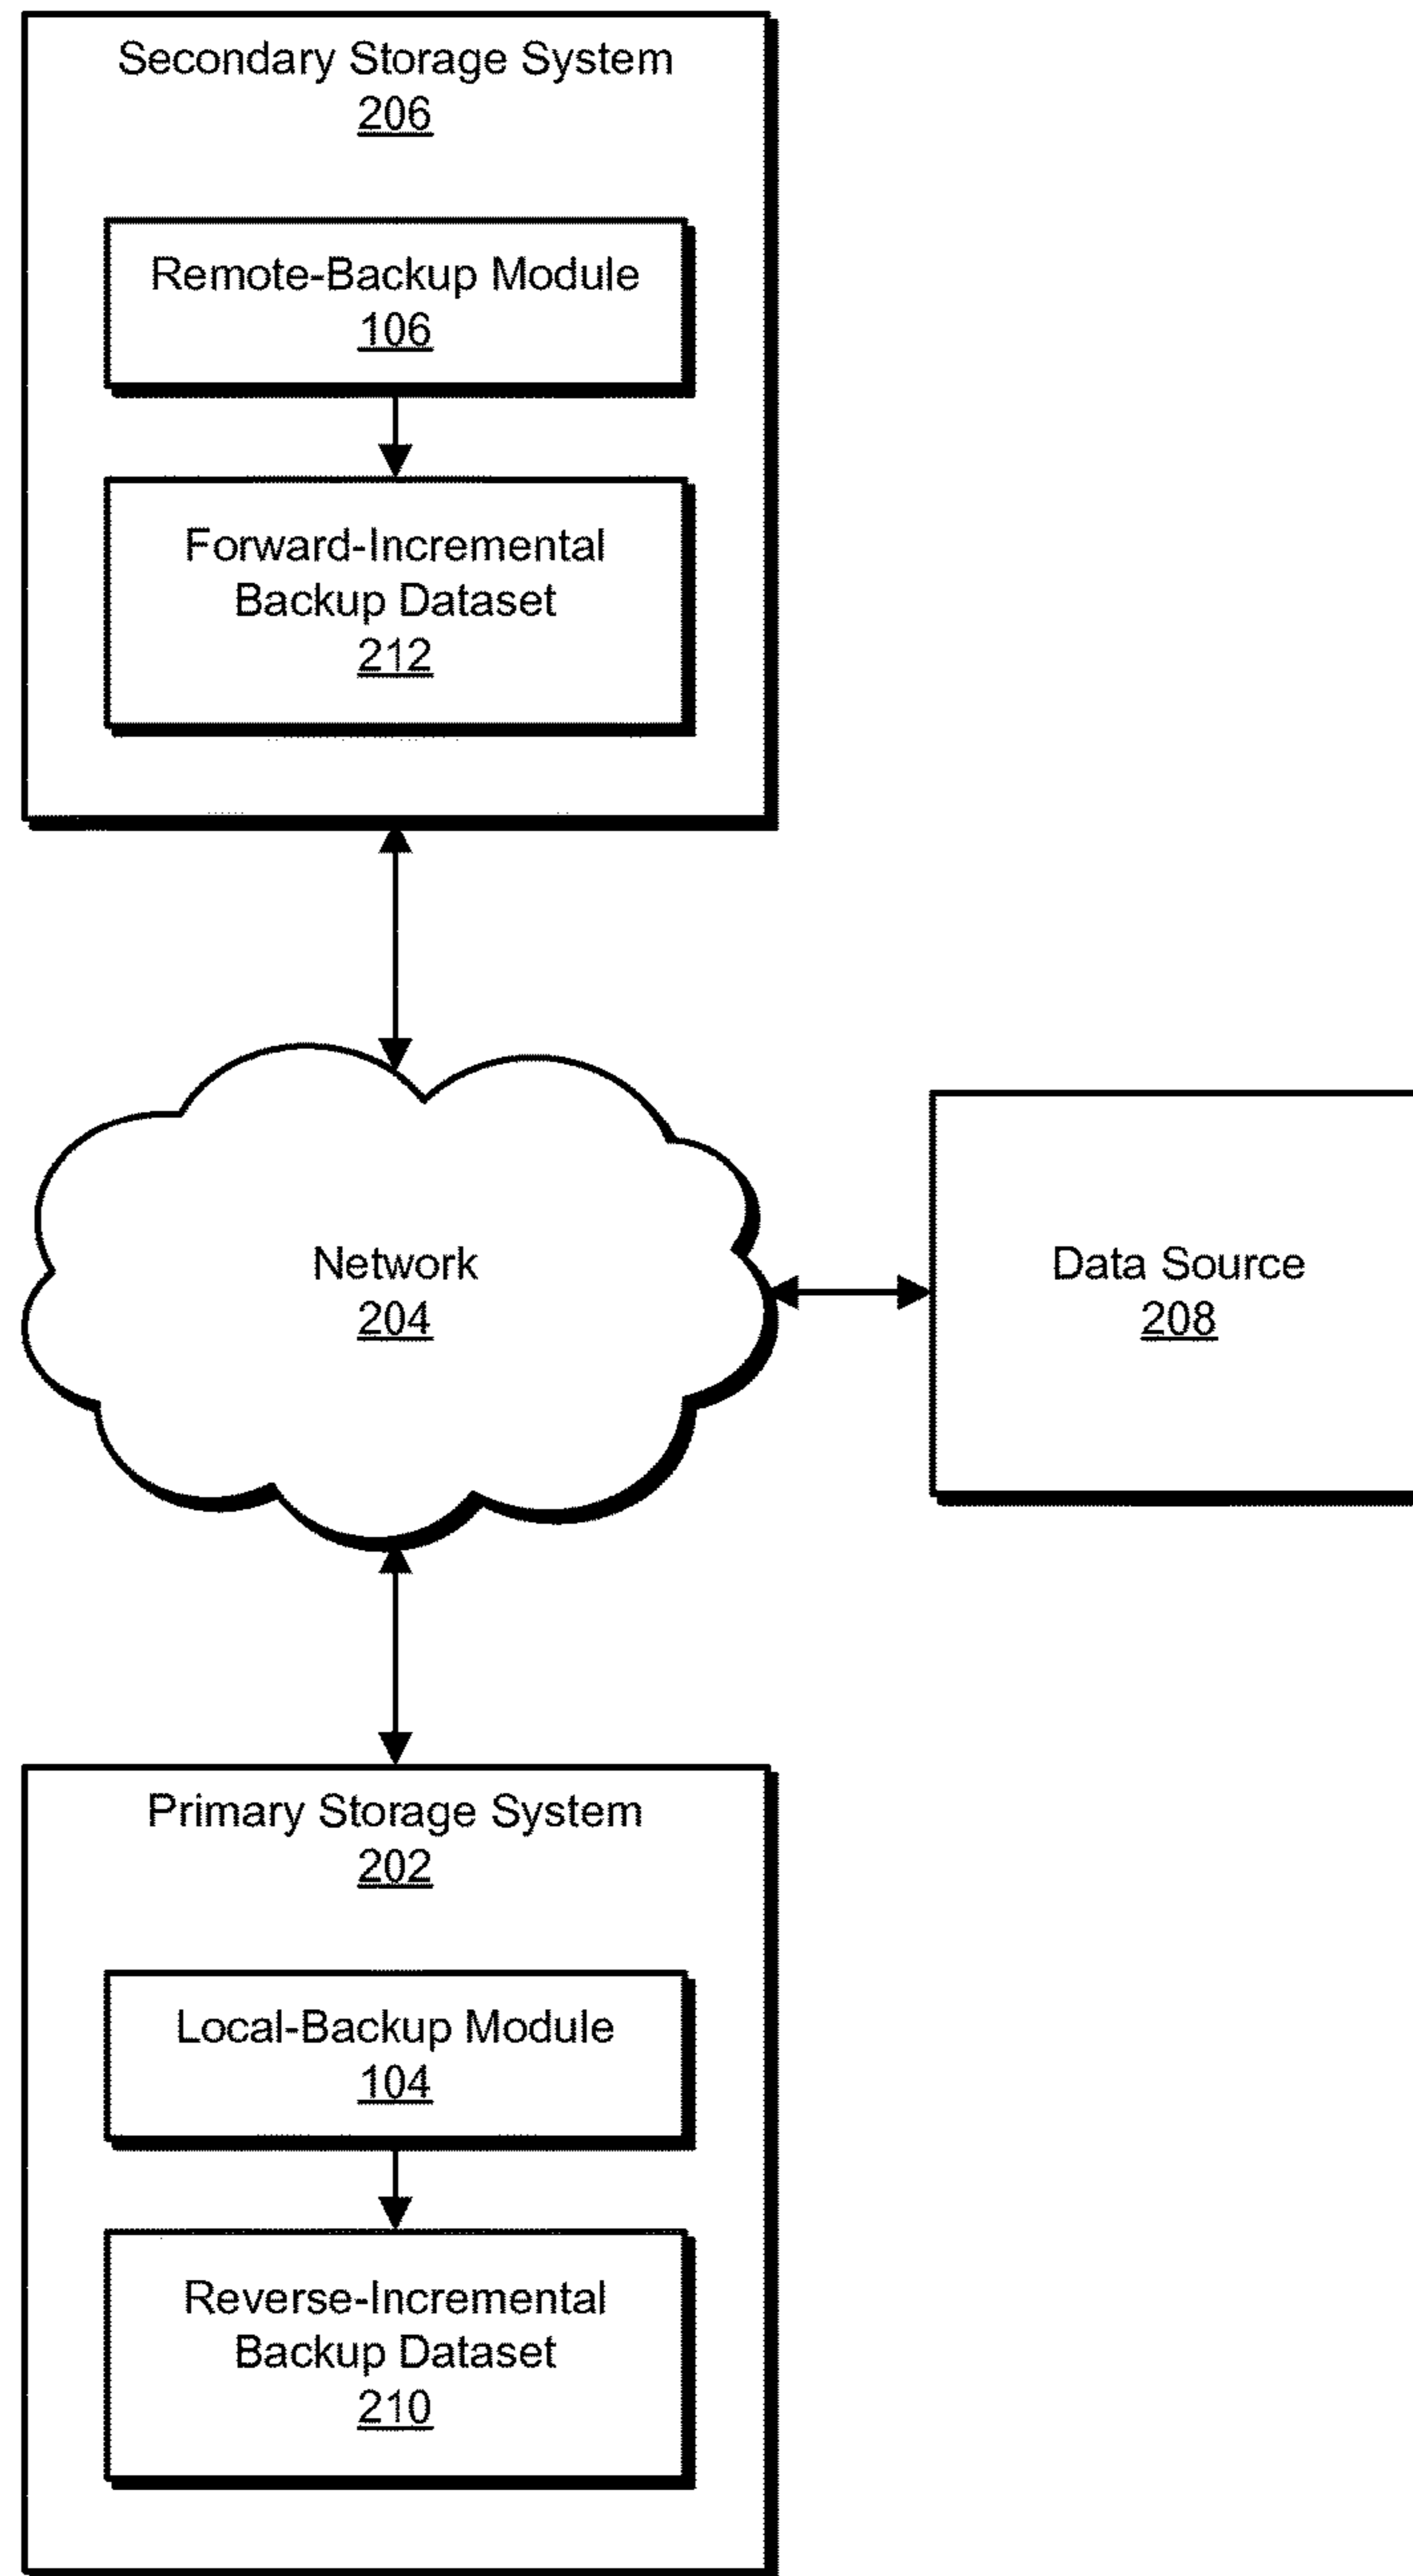 Secondary Storage System
206
Remote-Backup Module
106
Forward-Incremental
Backup Dataset
212
Network
204
Data Source
208
Primary Storage System
202
Local-Backup Module
104
Reverse-Incremental
Backup Dataset
210